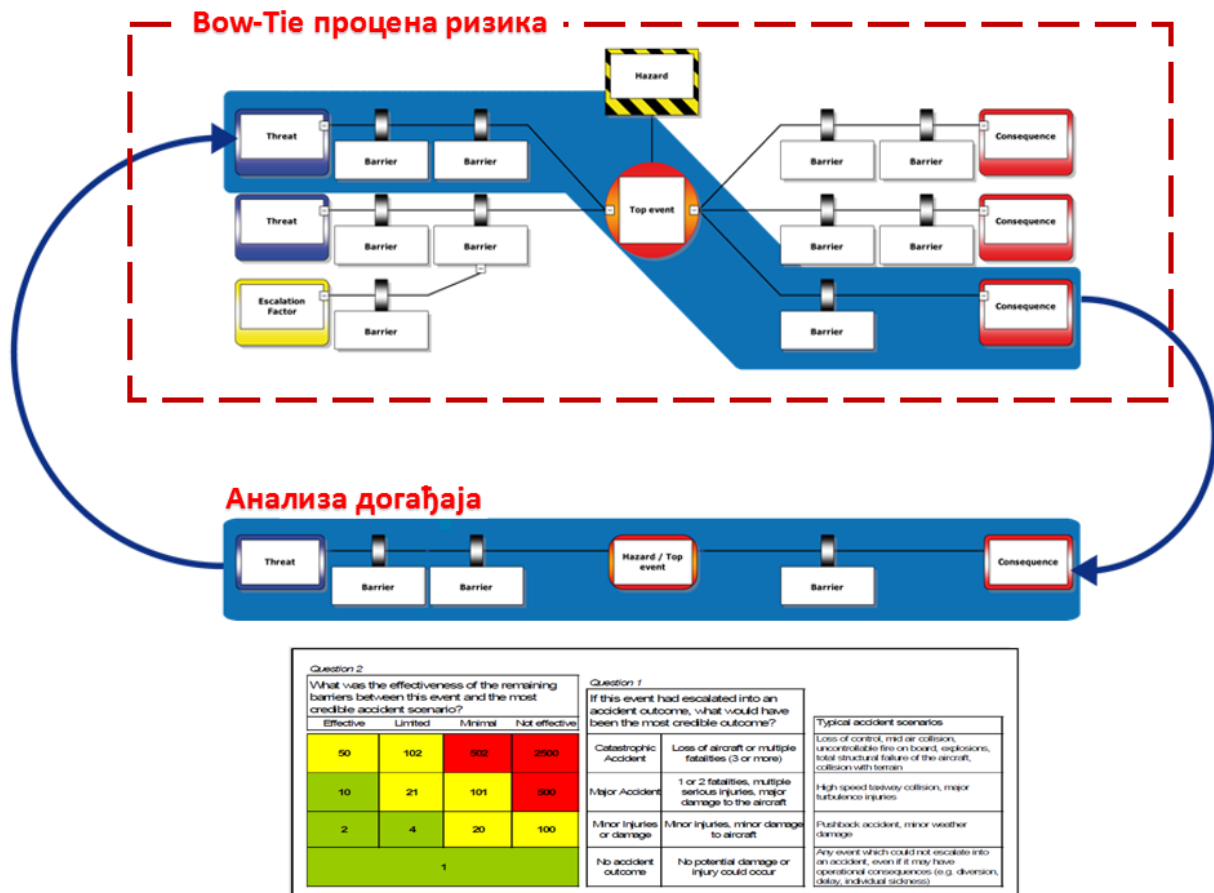 Bow-Tie процена ризика
Hazard
Threat
Barrier
Barrier
Barrier
Barrier
Consequence
Top event
Threat
Barrier
Barrier
Barrier
Barrier
Consequence
Escalation
Factor
Barrier
Barrier
Consequence
Анализа догађаја
Threat
Barrier
Barrier
Hazard / Top
event
Barrier
Consequence
Question 2
What was the effectiveness of the remaining
barriers between this event and the most
credible accident scenario?
Effective Limited Minimal Not effective
50 102 502 2500
10 21 101 500
2 4 20 100
1
Question 1
If this event had escalated into an
accident outcome, what would have
been the most credible outcome?
Catastrophic
Accident
Loss of aircraft or multiple
fatalities (3 or more)
Major Accident
1 or 2 fatalities, multiple
serious injuries, major
damage to the aircraft
Minor Injuries
or damage
Minor injuries, minor damage
to aircraft
No accident
outcome
No potential damage or
injury could occur
Typical accident scenarios
Loss of control, mid air collision,
uncontrollable fire on board, explosions,
total structural failure of the aircraft,
collision with terrain
High speed taxiway collision, major
turbulence injuries
Pushback accident, minor weather
damage
Any event which could not escalate into
an accident, even if it may have
operational consequences (e.g. diversion,
delay, individual sickness)